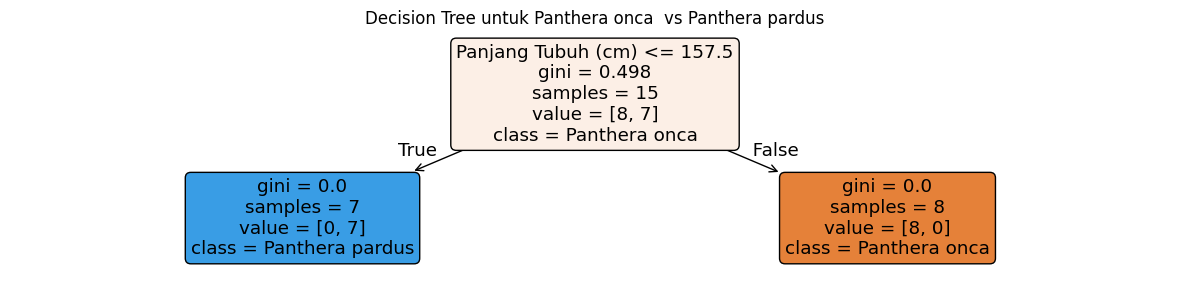 Decision Tree untuk Panthera onca  vs Panthera pardus
Panjang Tubuh (cm) <= 157.5
gini = 0.498
samples = 15
value = [8, 7]
class = Panthera onca
True
False
gini = 0.0
samples = 7
value = [0, 7]
class = Panthera pardus
gini = 0.0
samples = 8
value = [8, 0]
class = Panthera onca